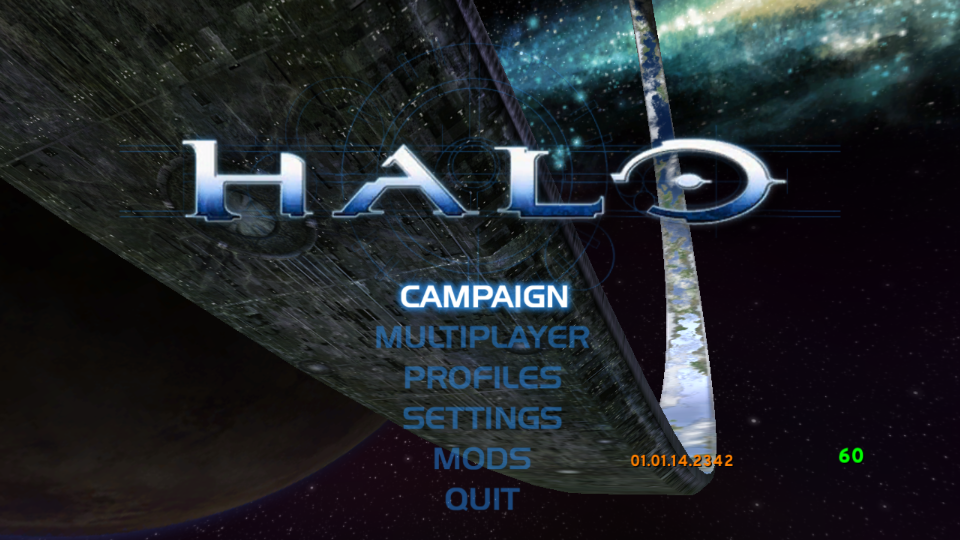 HALO
CAMPAIGN
MULTIPLAYER
PROFILES
SETTINGS
MODS
01.01.14.2342
60
QUIT